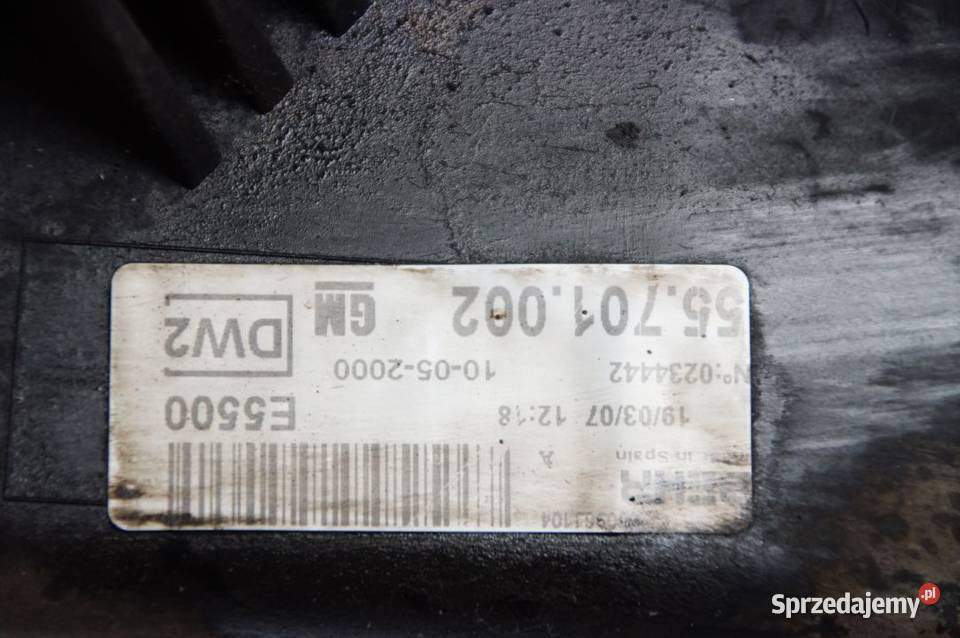 in Spain
A
19/03/07 12:18 E5500
Nº:0234442 10-05-2000
55.701.002 GM DW2
Sprzedajemy.pl